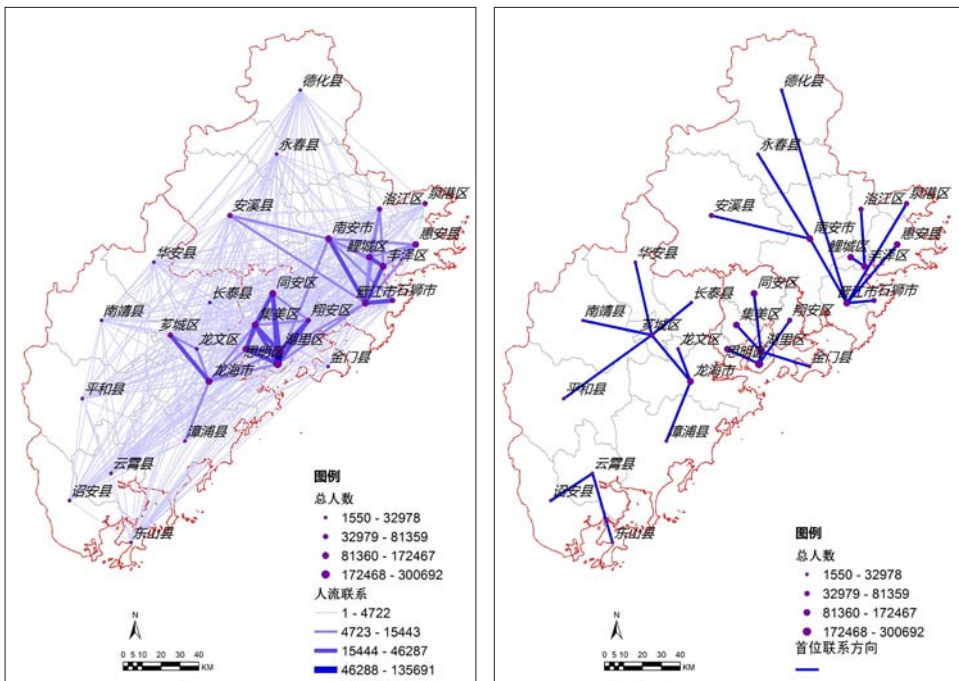 德化县
永春县
安溪县
洛江区
泉港区
南安市
惠安县
鲤城区
丰泽区
华安县
晋江市
石狮市
同安区
长泰县
翔安区
南靖县
集美区
芗城区
龙文区
湖里区
思明区
金门县
龙海市
平和县
漳浦县
云霄县
诏安县
东山县
图例
总人数
1550 - 32978
32979 - 81359
81360 - 172467
172468 - 300692
人流联系
1 - 4722
4723 - 15443
15444 - 46287
46288 - 135691
N
0 5 10 20 30 40
KM
德化县
永春县
安溪县
洛江区
泉港区
南安市
惠安县
鲤城区
丰泽区
华安县
晋江市
石狮市
同安区
长泰县
翔安区
南靖县
集美区
芗城区
龙文区
湖里区
思明区
金门县
龙海市
平和县
漳浦县
云霄县
诏安县
东山县
图例
总人数
1550 - 32978
32979 - 81359
81360 - 172467
172468 - 300692
首位联系方向
N
0 5 10 20 30 40
KM